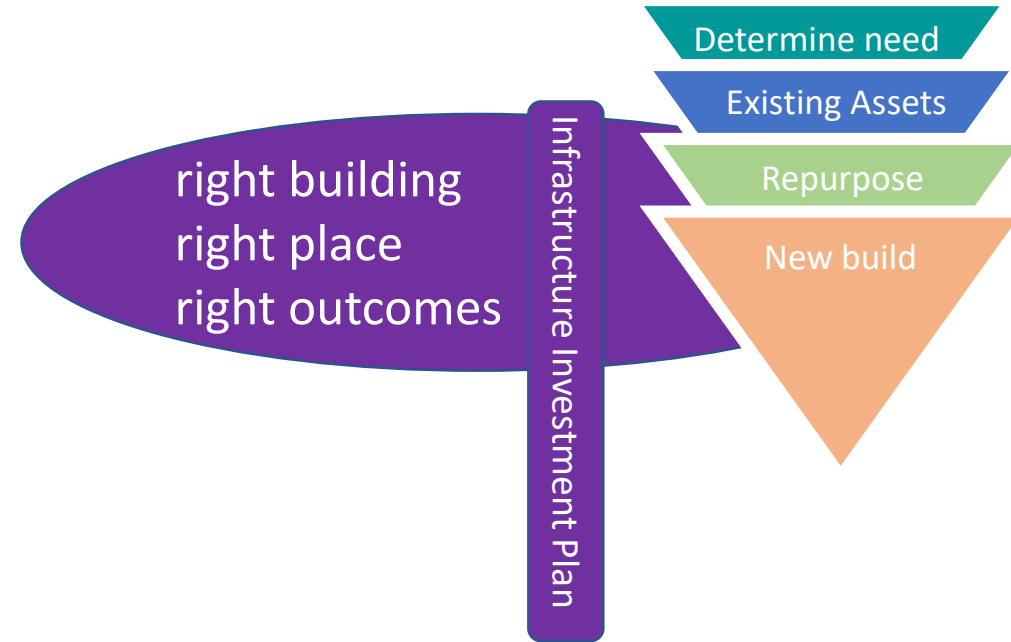 right building
right place
right outcomes
Infrastructure Investment Plan
Determine need
Existing Assets
Repurpose
New build